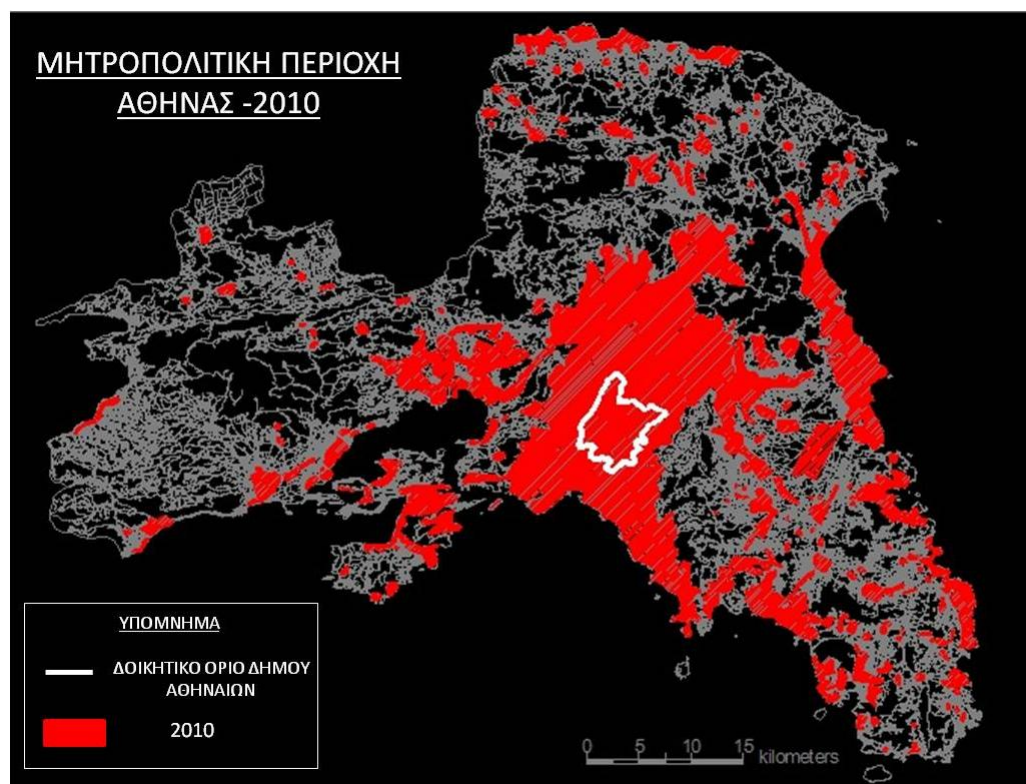 ΜΗΤΡΟΠΟΛΙΤΙΚΗ ΠΕΡΙΟΧΗ
ΑΘΗΝΑΣ -2010
ΥΠΟΜΝΗΜΑ
ΔΟΙΚΗΤΙΚΟ ΟΡΙΟ ΔΗΜΟΥ
ΑΘΗΝΑΙΩΝ
2010
0 5 10 15
kilometers